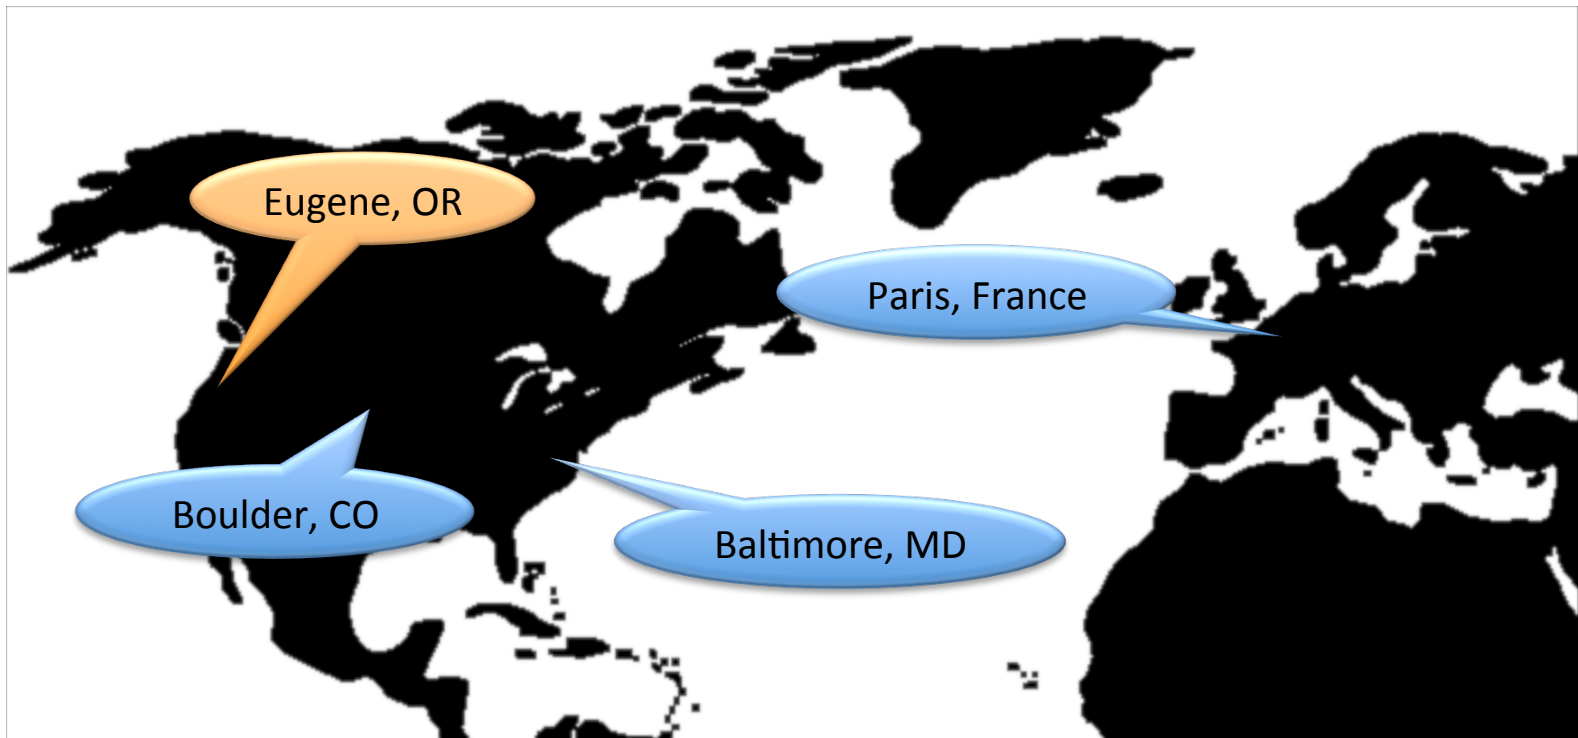 Eugene, OR
Paris, France
Boulder, CO
Baltimore, MD